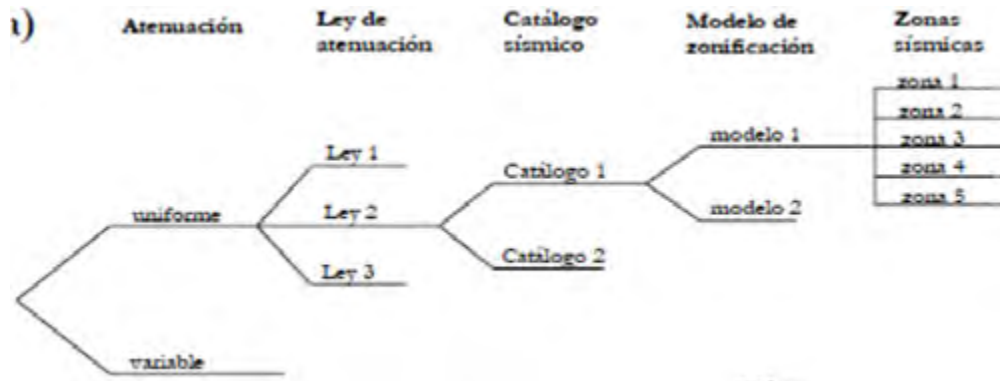 a)
Atenuación
Ley de
atenuación
Catálogo
sísmico
Modelo de
zonificación
Zonas
sísmicas
uniforme
variable
Ley 1
Ley 2
Ley 3
Catálogo 1
Catálogo 2
modelo 1
modelo 2
zona 1
zona 2
zona 3
zona 4
zona 5